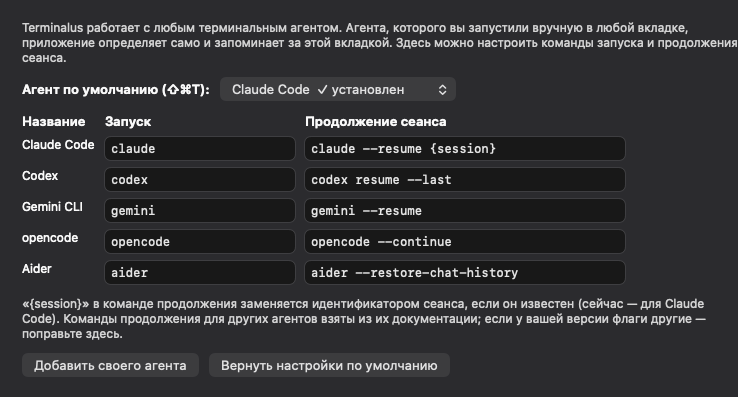 Terminalus работает с любым терминальным агентом. Агента, которого вы запустили вручную в любой вкладке,
приложение определяет само и запоминает за этой вкладкой. Здесь можно настроить команды запуска и продолжения
сеанса.
Агент по умолчанию (⇧⌘T): Claude Code ✓ установлен
Название Запуск Продолжение сеанса
Claude Code claude claude --resume {session}
Codex codex codex resume --last
Gemini CLI gemini gemini --resume
opencode opencode opencode --continue
Aider aider aider --restore-chat-history
«{session}» в команде продолжения заменяется идентификатором сеанса, если он известен (сейчас — для Claude
Code). Команды продолжения для других агентов взяты из их документации; если у вашей версии флаги другие —
поправьте здесь.
Добавить своего агента Вернуть настройки по умолчанию